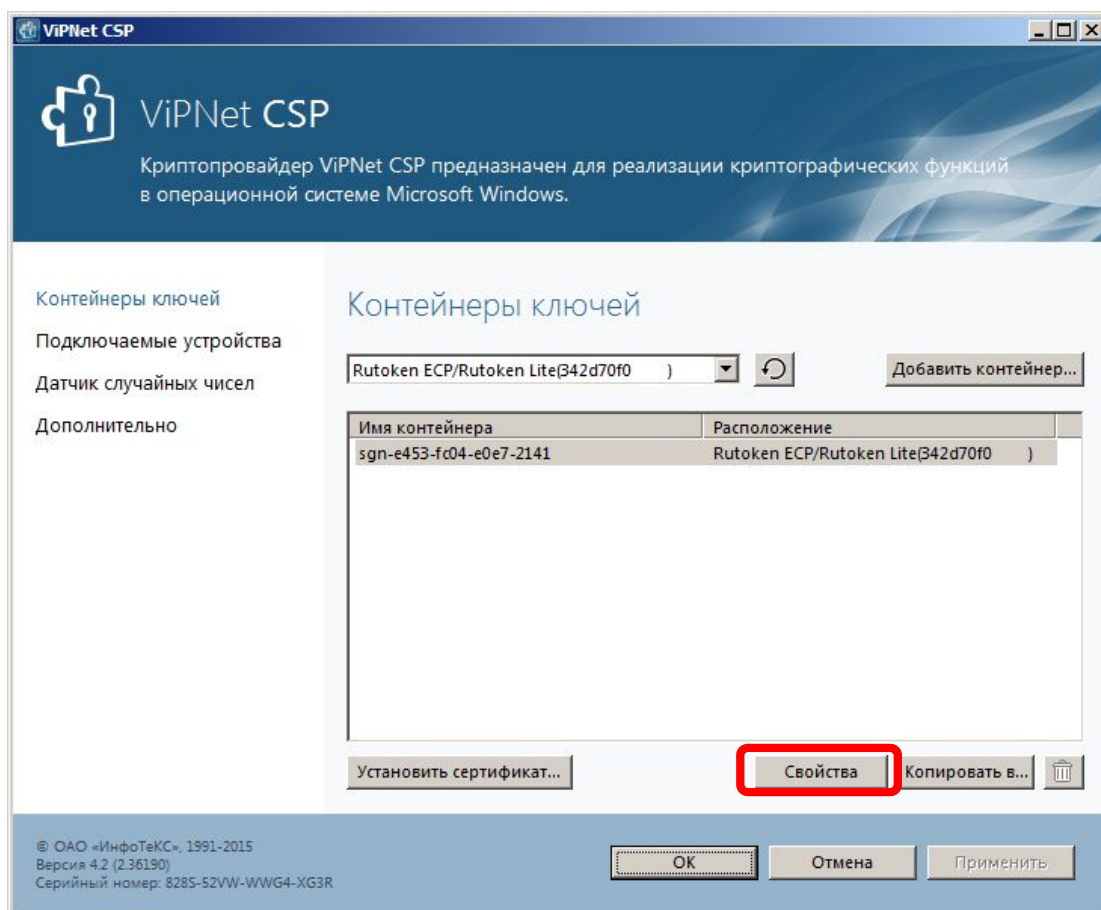 ViPNet CSP
ViPNet CSP
Криптопровайдер ViPNet CSP предназначен для реализации криптографических функций
в операционной системе Microsoft Windows.
Контейнеры ключей
Подключаемые устройства
Датчик случайных чисел
Дополнительно
Контейнеры ключей
Rutoken ECP/Rutoken Lite(342d70f0 )
Добавить контейнер...
Имя контейнера Расположение
sgn-e453-fc04-e0e7-2141 Rutoken ECP/Rutoken Lite(342d70f0 )
Установить сертификат... Свойства Копировать в...
© ОАО «ИнфоТеКС», 1991-2015
Версия 4.2 (2.36190)
Серийный номер: 828S-52VW-WWG4-XG3R
OK Отмена Применить